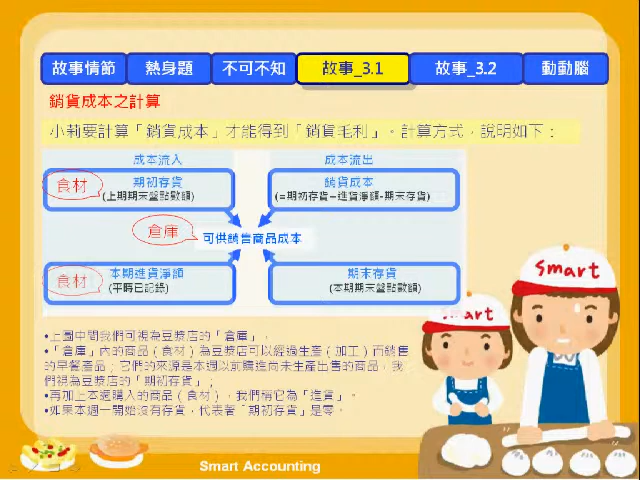 故事情節 熱身題 不可不知 故事_3.1 故事_3.2 動動腦
銷貨成本之計算
小莉要計算「銷貨成本」才能得到「銷貨毛利」。計算方式，說明如下：
成本流入 成本流出
食材 期初存貨 銷貨成本
(上期期末盤點數額) (=期初存貨+進貨淨額-期末存貨)
倉庫 可供銷售商品成本
食材 本期進貨淨額 期末存貨
(平時已記錄) (本期期末盤點數額)
•上圖中間我們可視為豆漿店的「倉庫」，
•「倉庫」內的商品（食材）為豆漿店可以經過生產（加工）而銷售
的早餐產品；它們的來源是本週以前購進尚未生產出售的商品，我
們視為豆漿店的「期初存貨」；
•再加上本週購入的商品（食材），我們稱它為「進貨」。
•如果本週一開始沒有存貨，代表著「期初存貨」是零。
Smart
Smart
Smart Accounting